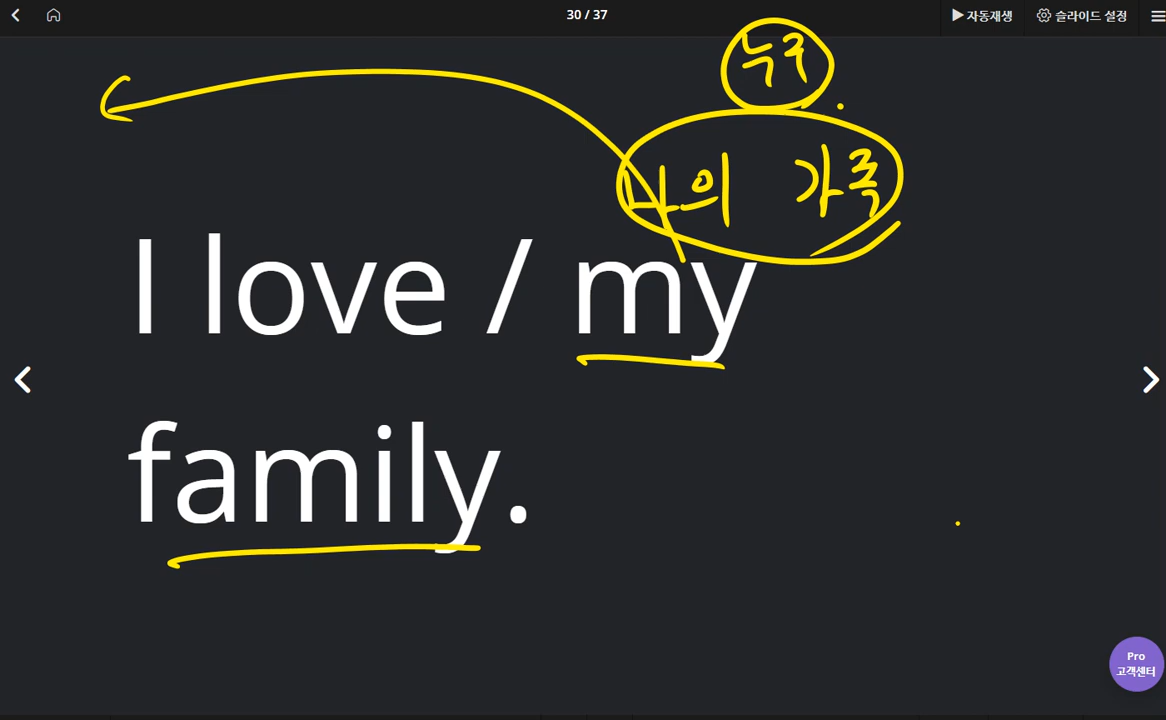 30 / 37
자동재생
슬라이드 설정
누구
나의 가족
I love / my
family.
Pro
고객센터